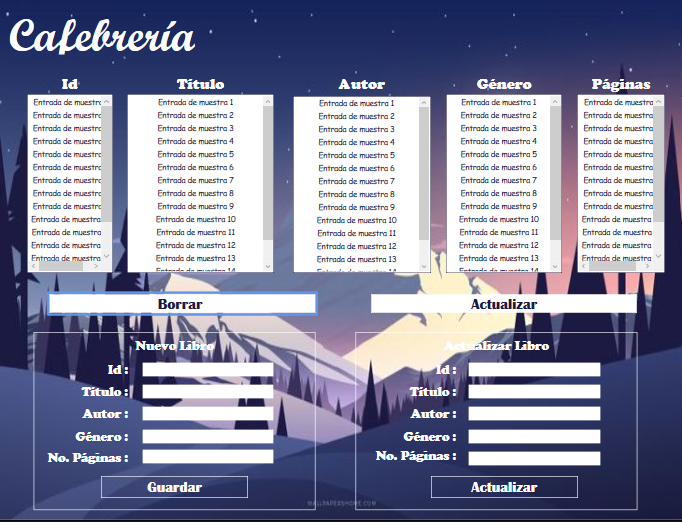 Cafebrería
Id Título Autor Género Páginas
Entrada de muestra Entrada de muestra 1 Entrada de muestra 1 Entrada de muestra 1 Entrada de muestra
Entrada de muestra Entrada de muestra 2 Entrada de muestra 2 Entrada de muestra 2 Entrada de muestra
Entrada de muestra Entrada de muestra 3 Entrada de muestra 3 Entrada de muestra 3 Entrada de muestra
Entrada de muestra Entrada de muestra 4 Entrada de muestra 4 Entrada de muestra 4 Entrada de muestra
Entrada de muestra Entrada de muestra 5 Entrada de muestra 5 Entrada de muestra 5 Entrada de muestra
Entrada de muestra Entrada de muestra 6 Entrada de muestra 6 Entrada de muestra 6 Entrada de muestra
Entrada de muestra Entrada de muestra 7 Entrada de muestra 7 Entrada de muestra 7 Entrada de muestra
Entrada de muestra Entrada de muestra 8 Entrada de muestra 8 Entrada de muestra 8 Entrada de muestra
Entrada de muestra Entrada de muestra 9 Entrada de muestra 9 Entrada de muestra 9 Entrada de muestra
Entrada de muestra Entrada de muestra 10 Entrada de muestra 10 Entrada de muestra 10 Entrada de muestra
Entrada de muestra Entrada de muestra 11 Entrada de muestra 11 Entrada de muestra 11 Entrada de muestra
Entrada de muestra Entrada de muestra 12 Entrada de muestra 12 Entrada de muestra 12 Entrada de muestra
Entrada de muestra Entrada de muestra 13 Entrada de muestra 13 Entrada de muestra 13 Entrada de muestra
Entrada de muestra 14 Entrada de muestra 14 Entrada de muestra 14
Borrar Actualizar
Nuevo Libro
Id :
Título :
Autor :
Género :
No. Páginas :
Guardar
Actualizar Libro
Id :
Título :
Autor :
Género :
No. Páginas :
Actualizar
WALLPAPERSHOME.COM